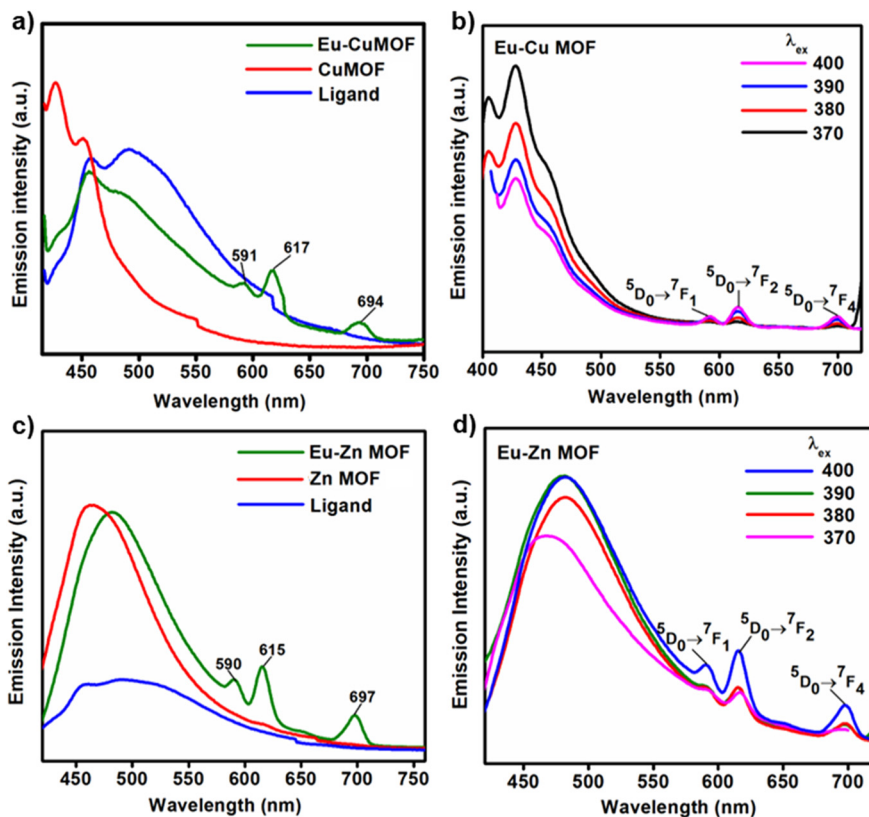 a)
Emission intensity (a.u.)
Eu-CuMOF
CuMOF
Ligand
591
617
694
450 500 550 600 650 700 750
Wavelength (nm)
b)
Emission intensity (a.u.)
Eu-Cu MOF
λex
400
390
380
370
⁵D₀→⁷F₁
⁵D₀→⁷F₂
⁵D₀→⁷F₄
400 450 500 550 600 650 700
Wavelength (nm)
c)
Emission Intensity (a.u.)
Eu-Zn MOF
Zn MOF
Ligand
590
615
697
450 500 550 600 650 700 750
Wavelength (nm)
d)
Emission Intensity (a.u.)
Eu-Zn MOF
λex
400
390
380
370
⁵D₀→⁷F₁
⁵D₀→⁷F₂
⁵D₀→⁷F₄
450 500 550 600 650 700
Wavelength (nm)